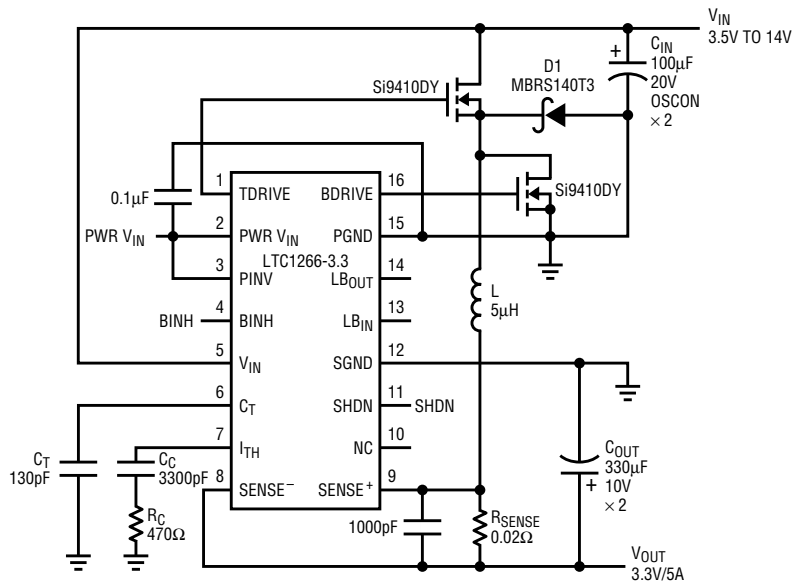 V_IN
3.5V TO 14V
C_IN
100µF
20V
OSCON
× 2
+
D1
MBRS140T3
Si9410DY
Si9410DY
0.1µF
PWR V_IN
BINH
1 TDRIVE BDRIVE 16
2 PWR V_IN PGND 15
LTC1266-3.3
3 PINV LB_OUT 14
4 BINH LB_IN 13
5 V_IN SGND 12
6 C_T SHDN 11 SHDN
7 I_TH NC 10
8 SENSE⁻ SENSE⁺ 9
L
5µH
C_T
130pF
C_C
3300pF
R_C
470Ω
1000pF
R_SENSE
0.02Ω
C_OUT
330µF
+ 10V
× 2
V_OUT
3.3V/5A